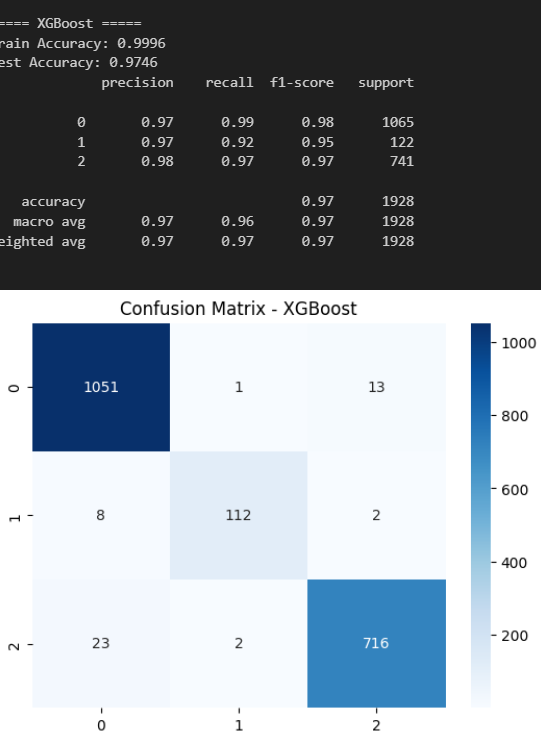 ==== XGBoost =====
rain Accuracy: 0.9996
est Accuracy: 0.9746
precision recall f1-score support
0 0.97 0.99 0.98 1065
1 0.97 0.92 0.95 122
2 0.98 0.97 0.97 741
accuracy 0.97 1928
macro avg 0.97 0.96 0.97 1928
eighted avg 0.97 0.97 0.97 1928
Confusion Matrix - XGBoost
0 1051 1 13
1 8 112 2
2 23 2 716
0 1 2
1000
800
600
400
200